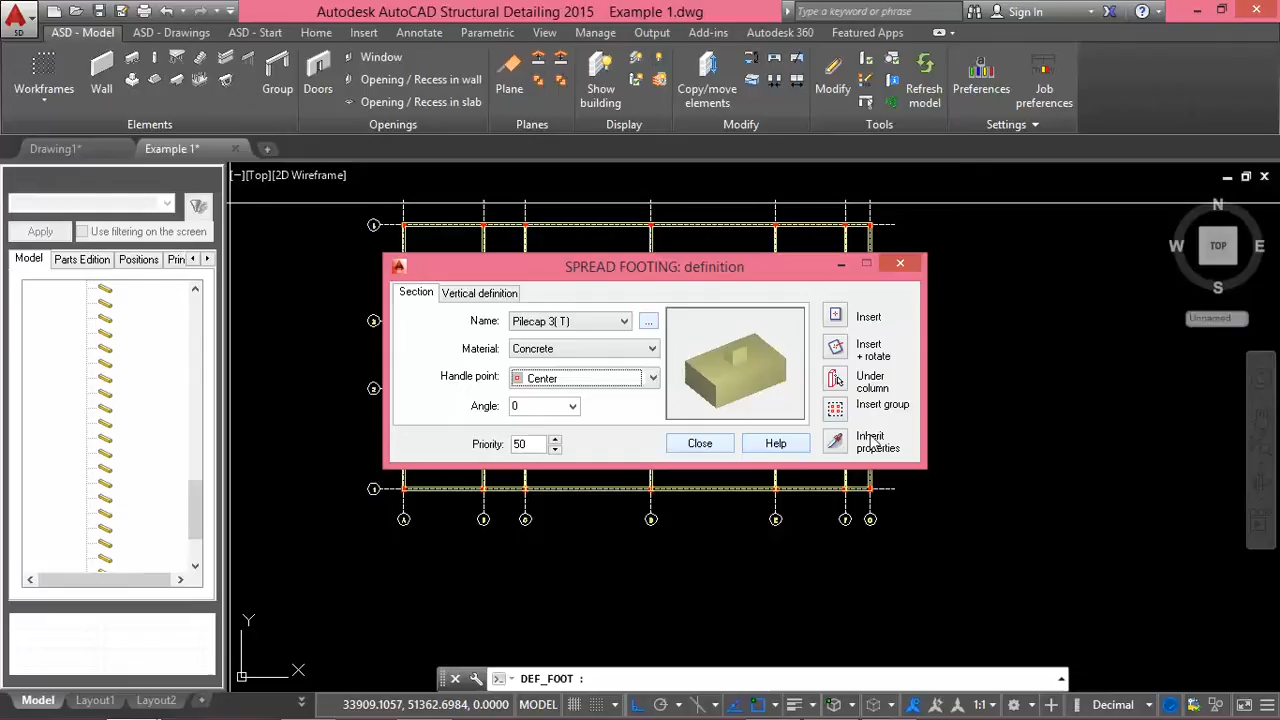 Autodesk AutoCAD Structural Detailing 2015 Example 1.dwg
Type a keyword or phrase
Sign In
SD
ASD - Model ASD - Drawings ASD - Start Home Insert Annotate Parametric View Manage Output Add-ins Autodesk 360 Featured Apps
Workframes
Wall
Group
Doors
Window
Opening / Recess in wall
Opening / Recess in slab
Plane
Show
building
Copy/move
elements
Modify
Refresh
model
Preferences
Job
preferences
Elements Openings Planes Display Modify Tools Settings
Drawing1* Example 1*
[−][Top][2D Wireframe]
Apply Use filtering on the screen
Model Parts Edition Positions Prin
N
W TOP E
S
Unnamed
SPREAD FOOTING: definition
Section Vertical definition
Name: Pilecap 3( T) ...
Material: Concrete
Handle point: Center
Angle: 0
Priority: 50
Close Help
Insert
Insert
+ rotate
Under
column
Insert group
Inherit
properties
A C D E F
Y
X
DEF_FOOT :
Model Layout1 Layout2 +
33909.1057, 51362.6984, 0.0000 MODEL 1:1 Decimal